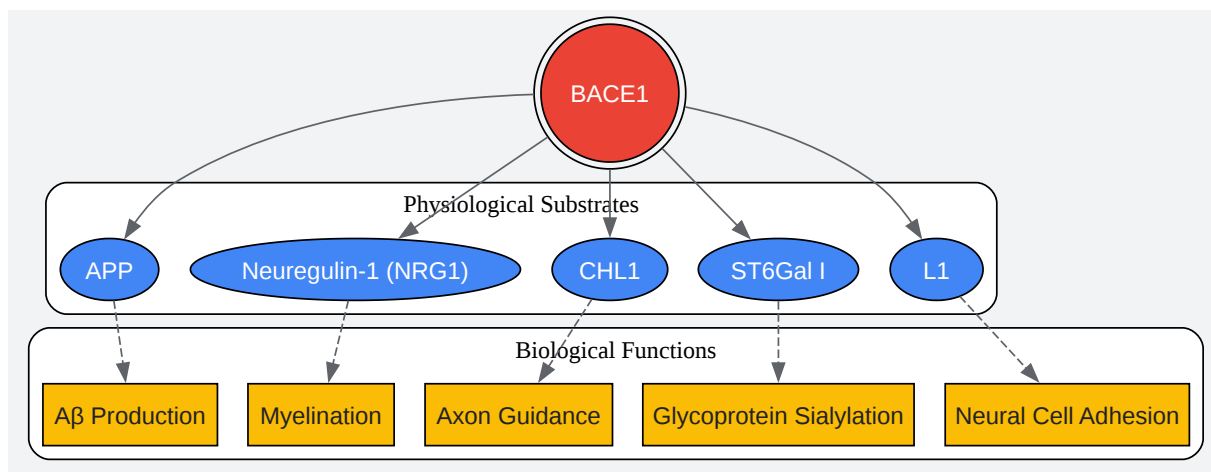 BACE1
Physiological Substrates
APP
Neuregulin-1 (NRG1)
CHL1
ST6Gal I
L1
Biological Functions
Aβ Production
Myelination
Axon Guidance
Glycoprotein Sialylation
Neural Cell Adhesion